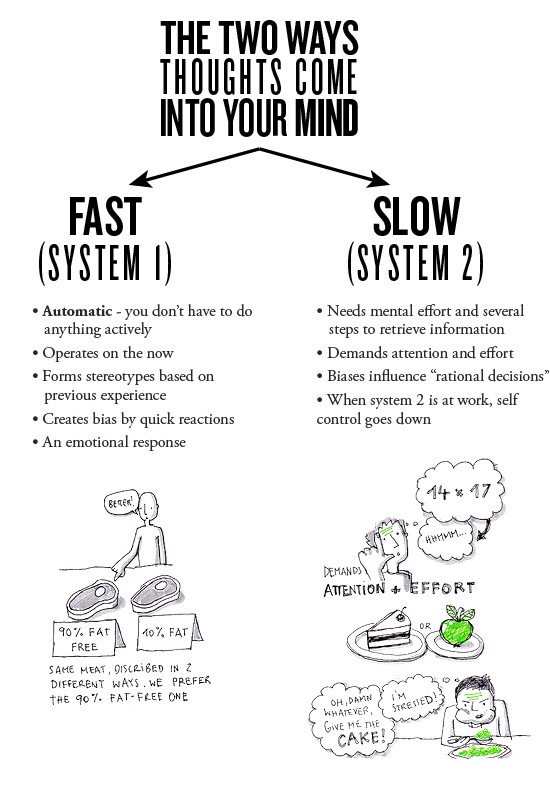 THE TWO WAYS
THOUGHTS COME
INTO YOUR MIND
FAST
(SYSTEM 1)
• Automatic - you don't have to do
anything actively
• Operates on the now
• Forms stereotypes based on
previous experience
• Creates bias by quick reactions
• An emotional response
BETTER!
90% FAT
FREE
10% FAT
SAME MEAT, DISCRIBED IN 2
DIFFERENT WAYS. WE PREFER
THE 90% FAT-FREE ONE
SLOW
(SYSTEM 2)
• Needs mental effort and several
steps to retrieve information
• Demands attention and effort
• Biases influence "rational decisions"
• When system 2 is at work, self
control goes down
14 x 17
HHMMM...
DEMANDS
ATTENTION + EFFORT
OR
OH, DAMN
WHATEVER,
GIVE ME THE
CAKE!
I'M
STRESSED!